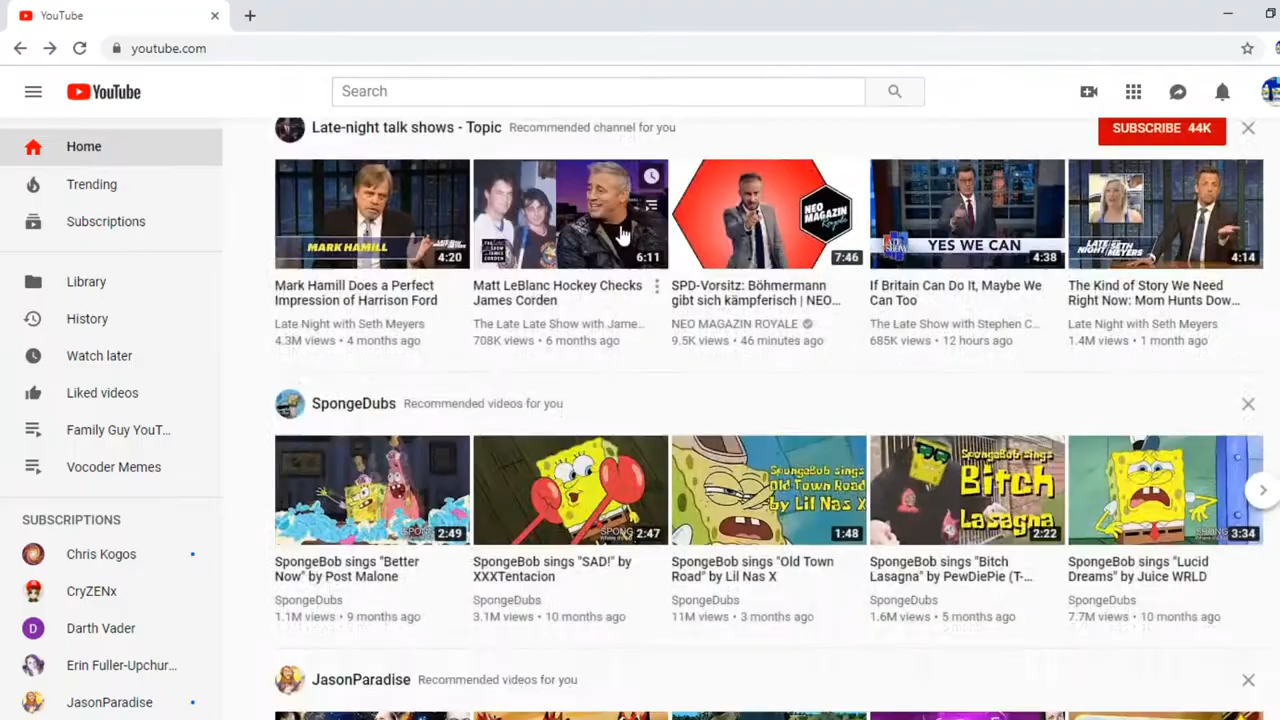 YouTube
youtube.com
YouTube
Search
Home
Trending
Subscriptions
Library
History
Watch later
Liked videos
Family Guy YouT...
Vocoder Memes
SUBSCRIPTIONS
Chris Kogos
CryZENx
Darth Vader
D
Erin Fuller-Upchur...
JasonParadise
Late-night talk shows - Topic Recommended channel for you
SUBSCRIBE 44K
MARK HAMILL
4:20
6:11
NEO
MAGAZIN
Royale
7:46
YES WE CAN
4:38
4:14
Mark Hamill Does a Perfect
Impression of Harrison Ford
Late Night with Seth Meyers
4.3M views • 4 months ago
Matt LeBlanc Hockey Checks
James Corden
The Late Late Show with Jame...
708K views • 6 months ago
SPD-Vorsitz: Böhmermann
gibt sich kämpferisch | NEO...
NEO MAGAZIN ROYALE
9.5K views • 46 minutes ago
If Britain Can Do It, Maybe We
Can Too
The Late Show with Stephen C...
685K views • 12 hours ago
The Kind of Story We Need
Right Now: Mom Hunts Dow...
Late Night with Seth Meyers
1.4M views • 1 month ago
SpongeDubs Recommended videos for you
2:49
2:47
SpongeBob sings
Old Town Road
by Lil Nas X
1:48
SpongeBob sings
Bitch
Lasagna
2:22
3:34
SpongeBob sings "Better
Now" by Post Malone
SpongeDubs
1.1M views • 9 months ago
SpongeBob sings "SAD!" by
XXXTentacion
SpongeDubs
3.1M views • 10 months ago
SpongeBob sings "Old Town
Road" by Lil Nas X
SpongeDubs
11M views • 3 months ago
SpongeBob sings "Bitch
Lasagna" by PewDiePie (T-...
SpongeDubs
1.6M views • 5 months ago
SpongeBob sings "Lucid
Dreams" by Juice WRLD
SpongeDubs
7.7M views • 10 months ago
JasonParadise Recommended videos for you